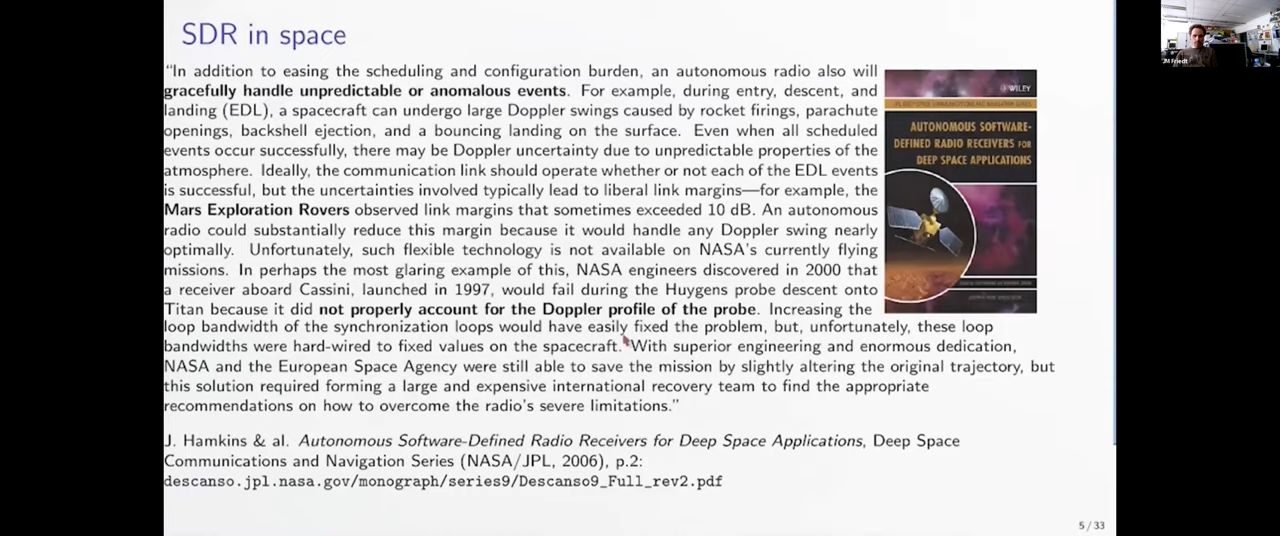 SDR in space
JM Friedt
“In addition to easing the scheduling and configuration burden, an autonomous radio also will
gracefully handle unpredictable or anomalous events. For example, during entry, descent, and
landing (EDL), a spacecraft can undergo large Doppler swings caused by rocket firings, parachute
openings, backshell ejection, and a bouncing landing on the surface. Even when all scheduled
events occur successfully, there may be Doppler uncertainty due to unpredictable properties of the
atmosphere. Ideally, the communication link should operate whether or not each of the EDL events
is successful, but the uncertainties involved typically lead to liberal link margins—for example, the
Mars Exploration Rovers observed link margins that sometimes exceeded 10 dB. An autonomous
radio could substantially reduce this margin because it would handle any Doppler swing nearly
optimally. Unfortunately, such flexible technology is not available on NASA's currently flying
missions. In perhaps the most glaring example of this, NASA engineers discovered in 2000 that
a receiver aboard Cassini, launched in 1997, would fail during the Huygens probe descent onto
Titan because it did not properly account for the Doppler profile of the probe. Increasing the
loop bandwidth of the synchronization loops would have easily fixed the problem, but, unfortunately, these loop
bandwidths were hard-wired to fixed values on the spacecraft. With superior engineering and enormous dedication,
NASA and the European Space Agency were still able to save the mission by slightly altering the original trajectory, but
this solution required forming a large and expensive international recovery team to find the appropriate
recommendations on how to overcome the radio's severe limitations.”
WILEY
AUTONOMOUS SOFTWARE-
DEFINED RADIO RECEIVERS FOR
DEEP SPACE APPLICATIONS
J. Hamkins & al. Autonomous Software-Defined Radio Receivers for Deep Space Applications, Deep Space
Communications and Navigation Series (NASA/JPL, 2006), p.2:
descanso.jpl.nasa.gov/monograph/series9/Descanso9_Full_rev2.pdf
5 / 33